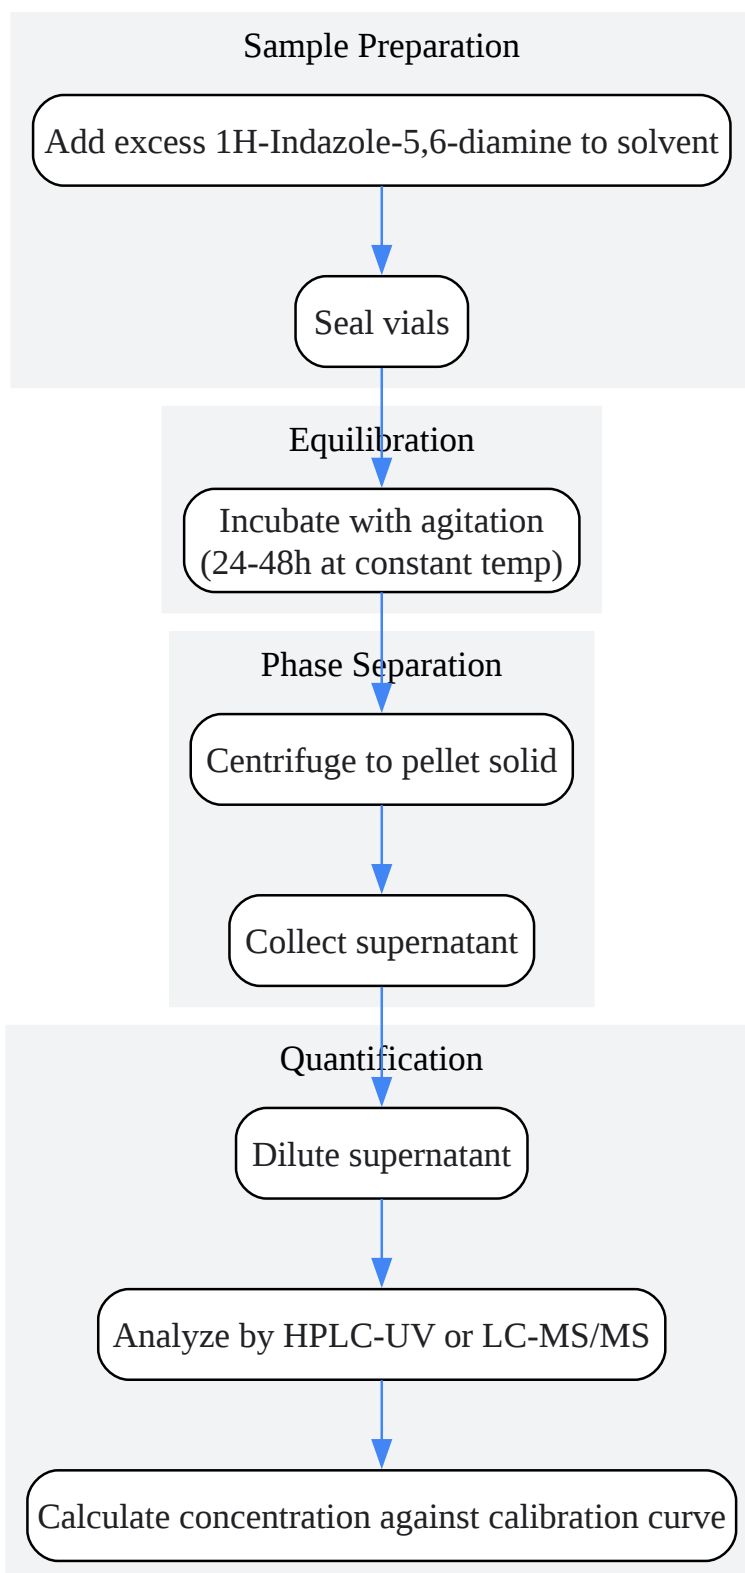 Sample Preparation
Add excess 1H-Indazole-5,6-diamine to solvent
Seal vials
Equilibration
Incubate with agitation
(24-48h at constant temp)
Phase Separation
Centrifuge to pellet solid
Collect supernatant
Quantification
Dilute supernatant
Analyze by HPLC-UV or LC-MS/MS
Calculate concentration against calibration curve